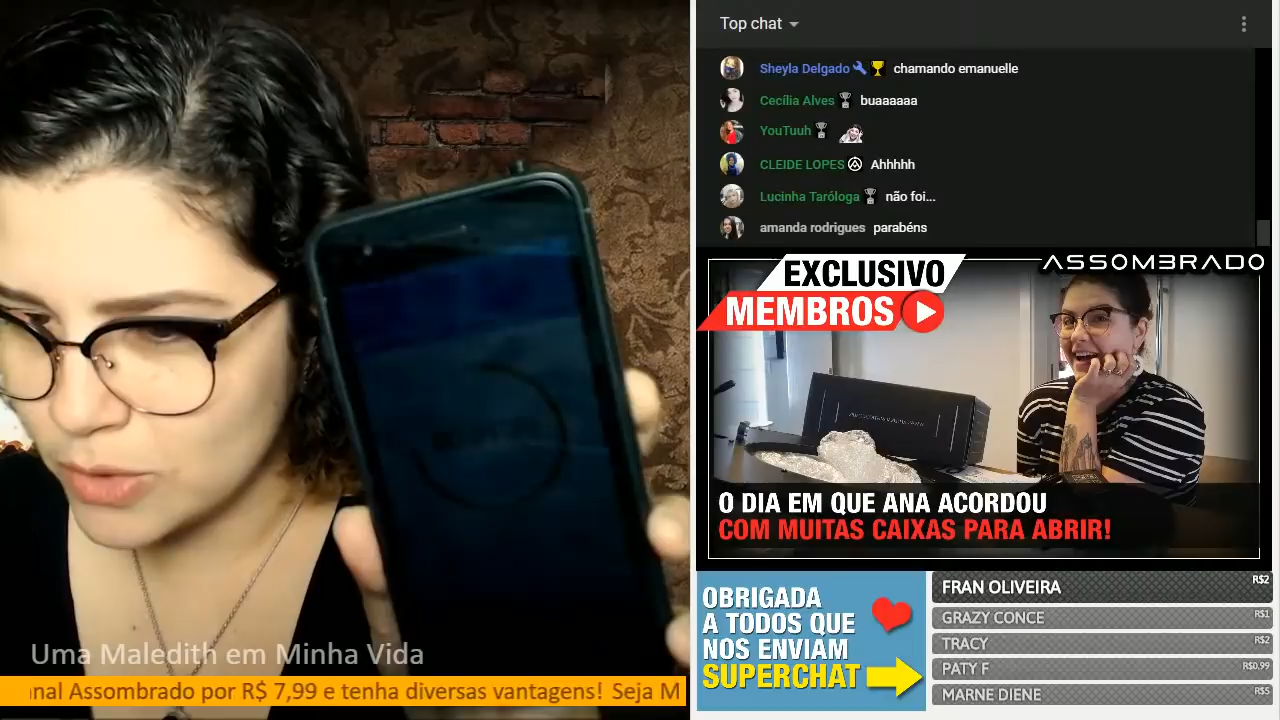 Top chat
Sheyla Delgado chamando emanuelle
Cecília Alves buaaaaaa
YouTuuh
CLEIDE LOPES Ahhhhh
Lucinha Taróloga não foi...
amanda rodrigues parabéns
EXCLUSIVO
MEMBROS
ASSOMBRADO
O DIA EM QUE ANA ACORDOU
COM MUITAS CAIXAS PARA ABRIR!
OBRIGADA
A TODOS QUE
NOS ENVIAM
SUPERCHAT
FRAN OLIVEIRA R$2
GRAZY CONCE R$1
TRACY R$2
PATY F R$0.99
MARNE DIENE R$5
Uma Maledith em Minha Vida
nal Assombrado por R$ 7,99 e tenha diversas vantagens! Seja M